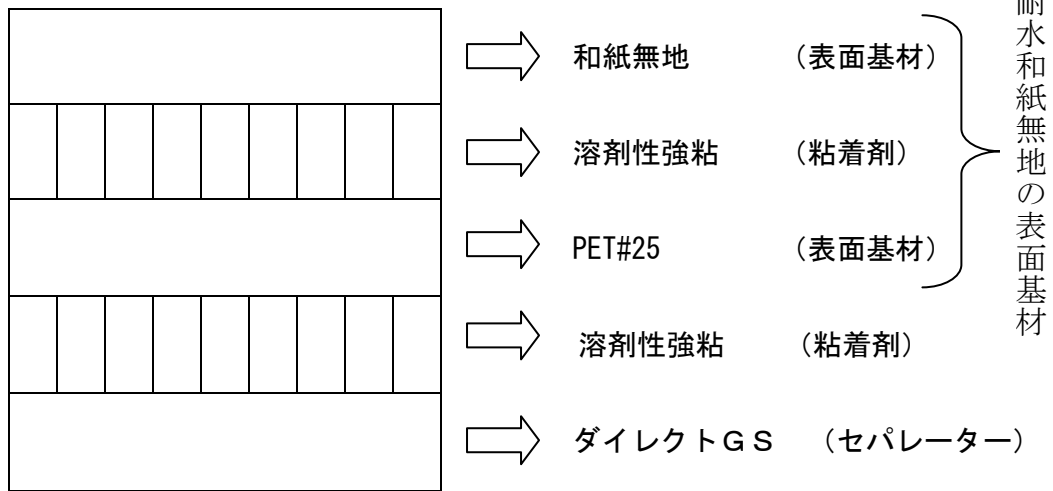 和紙無地 （表面基材）
溶剤性強粘 （粘着剤）
PET#25 （表面基材）
溶剤性強粘 （粘着剤）
ダイレクトＧＳ （セパレーター）
耐水和紙無地の表面基材